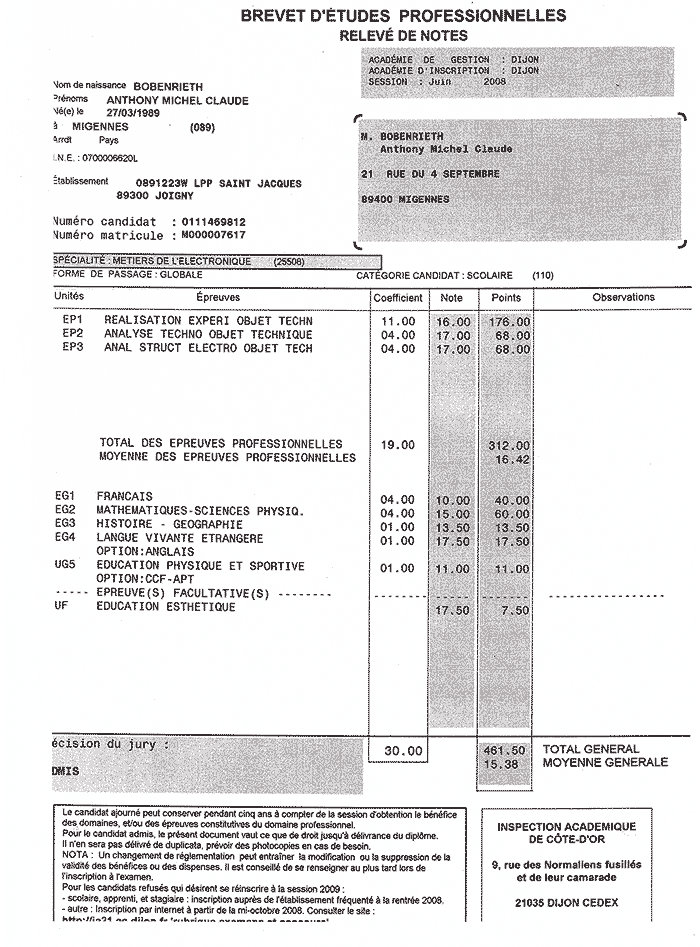 BREVET D'ÉTUDES PROFESSIONNELLES
RELEVÉ DE NOTES
ACADÉMIE DE GESTION : DIJON
ACADÉMIE D'INSCRIPTION : DIJON
SESSION : Juin 2008
Nom de naissance BOBENRIETH
Prénoms ANTHONY MICHEL CLAUDE
Né(e) le 27/03/1989
à MIGENNES (089)
Arrdt Pays
I.N.E. : 0700006620L
Établissement 0891223W LPP SAINT JACQUES
89300 JOIGNY
Numéro candidat : 0111469812
Numéro matricule : M000007617
M. BOBENRIETH
Anthony Michel Claude
21 RUE DU 4 SEPTEMBRE
89400 MIGENNES
SPÉCIALITÉ : METIERS DE L'ELECTRONIQUE (25508)
FORME DE PASSAGE : GLOBALE CATÉGORIE CANDIDAT : SCOLAIRE (110)
Unités Épreuves Coefficient Note Points Observations
EP1 REALISATION EXPERI OBJET TECHN 11.00 16.00 176.00
EP2 ANALYSE TECHNO OBJET TECHNIQUE 04.00 17.00 68.00
EP3 ANAL STRUCT ELECTRO OBJET TECH 04.00 17.00 68.00
TOTAL DES EPREUVES PROFESSIONNELLES 19.00 312.00
MOYENNE DES EPREUVES PROFESSIONNELLES 16.42
EG1 FRANCAIS 04.00 10.00 40.00
EG2 MATHEMATIQUES-SCIENCES PHYSIQ. 04.00 15.00 60.00
EG3 HISTOIRE - GEOGRAPHIE 01.00 13.50 13.50
EG4 LANGUE VIVANTE ETRANGERE 01.00 17.50 17.50
OPTION:ANGLAIS
UG5 EDUCATION PHYSIQUE ET SPORTIVE 01.00 11.00 11.00
OPTION:CCF-APT
----- EPREUVE(S) FACULTATIVE(S) --------
UF EDUCATION ESTHETIQUE 17.50 7.50
écision du jury : 30.00 461.50 TOTAL GENERAL
DMIS 15.38 MOYENNE GENERALE
Le candidat ajourné peut conserver pendant cinq ans à compter de la session d'obtention le bénéfice
des domaines, et/ou des épreuves constitutives du domaine professionnel.
Pour le candidat admis, le présent document vaut ce que de droit jusqu'à délivrance du diplôme.
Il n'en sera pas délivré de duplicata, prévoir des photocopies en cas de besoin.
NOTA : Un changement de réglementation peut entraîner la modification ou la suppression de la
validité des bénéfices ou des dispenses. Il est conseillé de se renseigner au plus tard lors de
l'inscription à l'examen.
Pour les candidats refusés qui désirent se réinscrire à la session 2009 :
- scolaire, apprenti, et stagiaire : inscription auprès de l'établissement fréquenté à la rentrée 2008.
- autre : Inscription par internet à partir de la mi-octobre 2008. Consulter le site :
INSPECTION ACADEMIQUE
DE CÔTE-D'OR
9, rue des Normaliens fusillés
et de leur camarade
21035 DIJON CEDEX